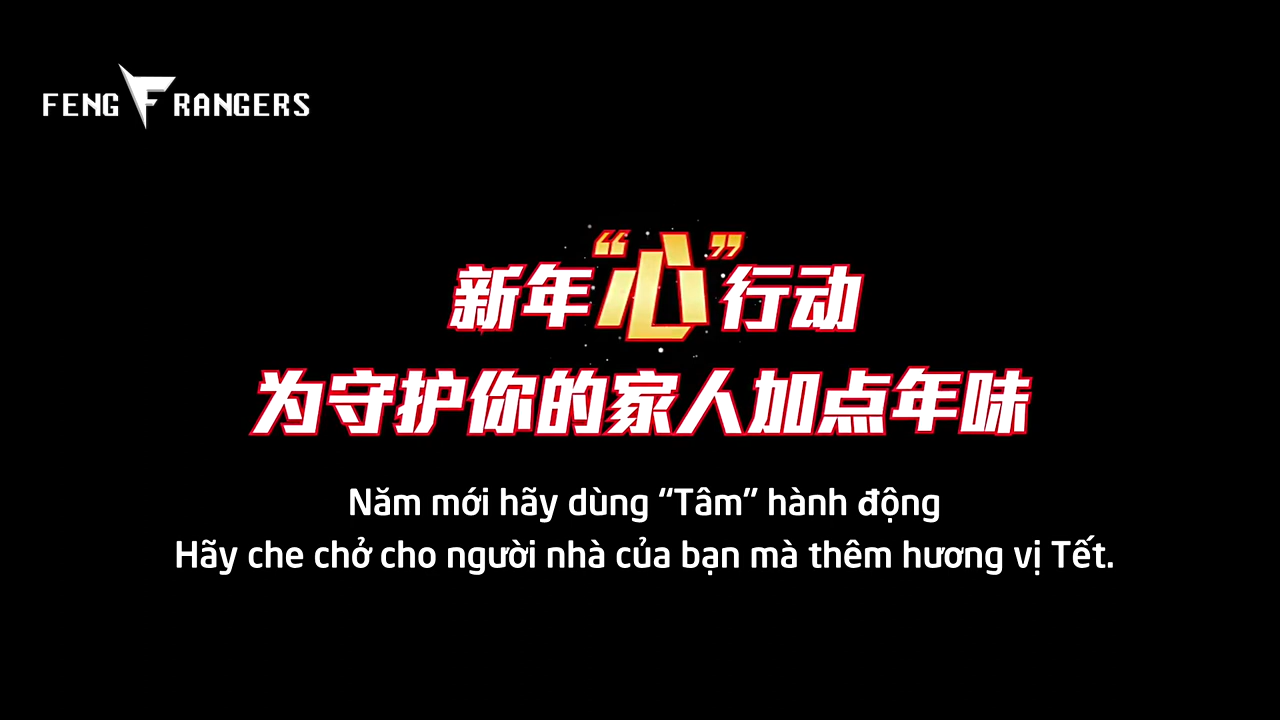 FENG F RANGERS
新年“心”行动
为守护你的家人加点年味
Năm mới hãy dùng “Tâm” hành động
Hãy che chở cho người nhà của bạn mà thêm hương vị Tết.